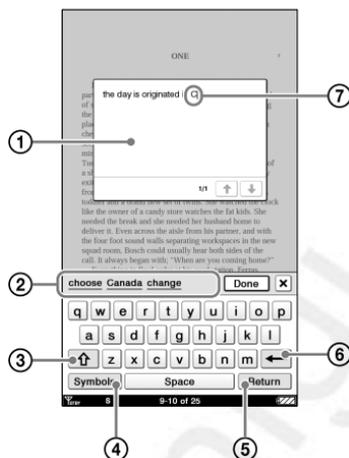 ONE
7
the day is originated i C
1
1/1
like the owner of a candy store watches the fat kids. She
needed the break and she needed her husband home to
deliver it. Even across the aisle from his partner, and with
the four foot sound walls separating workspaces in the new
squad room, Bosch could usually hear both sides of the
call. It always began with; "When are you coming home?"
2
choose Canada change Done ×
q w e r t y u i o p
a s d f g h j k l
3
z x c v b n m
6
Symbols Space Return
S 9-10 of 25
4
5